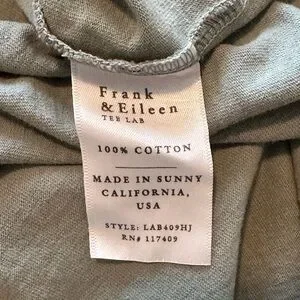 Frank
& Eileen
TEE LAB
100% COTTON
MADE IN SUNNY
CALIFORNIA,
USA
STYLE: LAB409HJ
RN# 117409